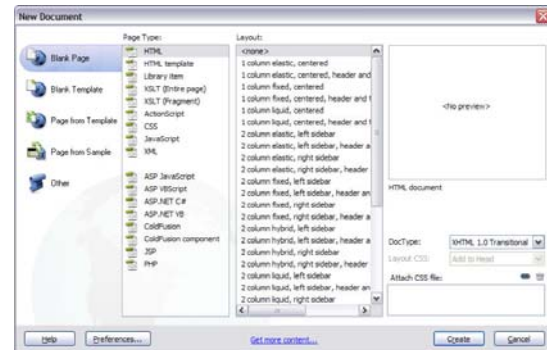 New Document
Blank Page
Blank Template
Page from Template
Page from Sample
Other
Page Type:
HTML
HTML template
Library item
XSLT (Entire page)
XSLT (Fragment)
ActionScript
CSS
JavaScript
XML
ASP JavaScript
ASP VBScript
ASP.NET C#
ASP.NET VB
ColdFusion
ColdFusion component
JSP
PHP
Layout:
<none>
1 column elastic, centered
1 column elastic, centered, header and
1 column fixed, centered
1 column fixed, centered, header and f
1 column liquid, centered
1 column liquid, centered, header and f
2 column elastic, left sidebar
2 column elastic, left sidebar, header a
2 column elastic, right sidebar
2 column elastic, right sidebar, header
2 column fixed, left sidebar
2 column fixed, left sidebar, header an
2 column fixed, right sidebar
2 column fixed, right sidebar, header a
2 column hybrid, left sidebar
2 column hybrid, left sidebar, header a
2 column hybrid, right sidebar
2 column hybrid, right sidebar, header
2 column liquid, left sidebar
2 column liquid, left sidebar, header an
2 column liquid, right sidebar
<No preview>
HTML document
DocType:
XHTML 1.0 Transitional
Layout CSS:
Add to Head
Attach CSS file:
Help
Preferences...
Get more content...
Create
Cancel